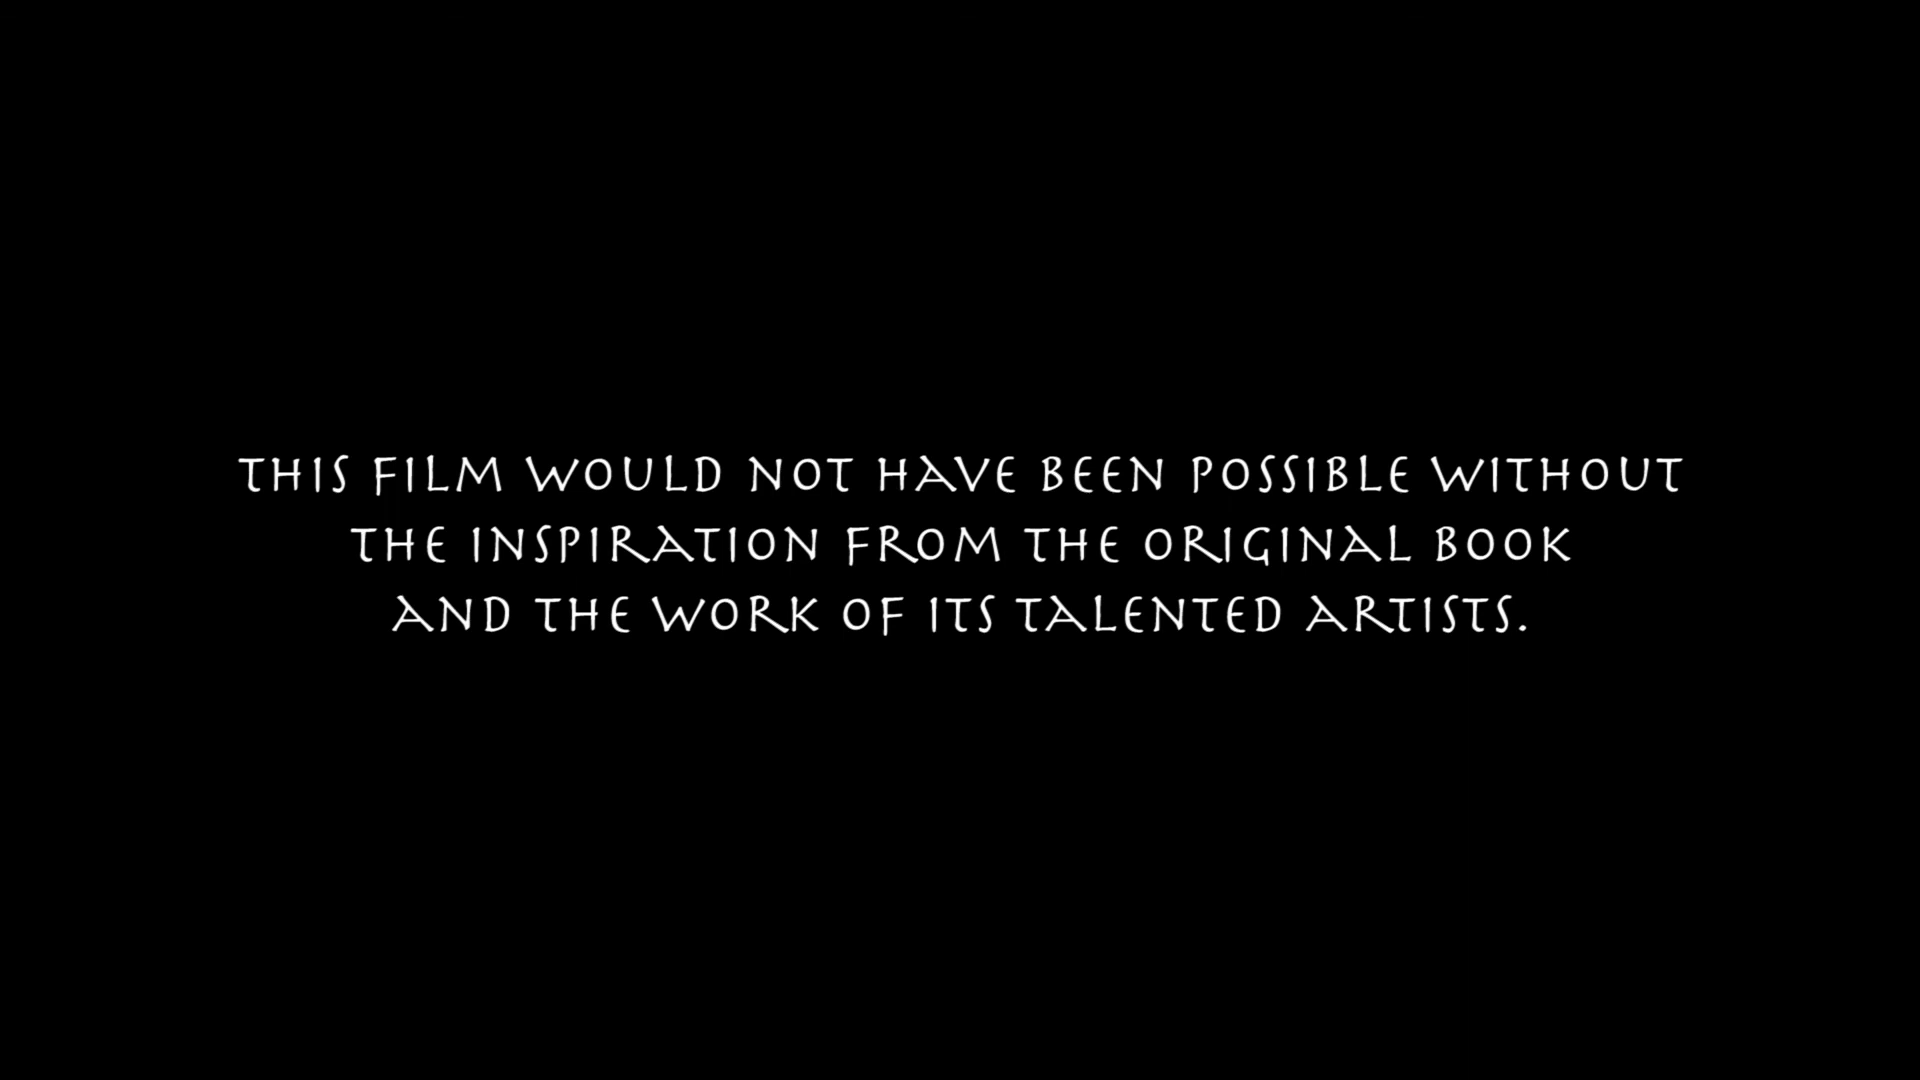 THIS FILM WOULD NOT HAVE BEEN POSSIBLE WITHOUT
THE INSPIRATION FROM THE ORIGINAL BOOK
AND THE WORK OF ITS TALENTED ARTISTS.